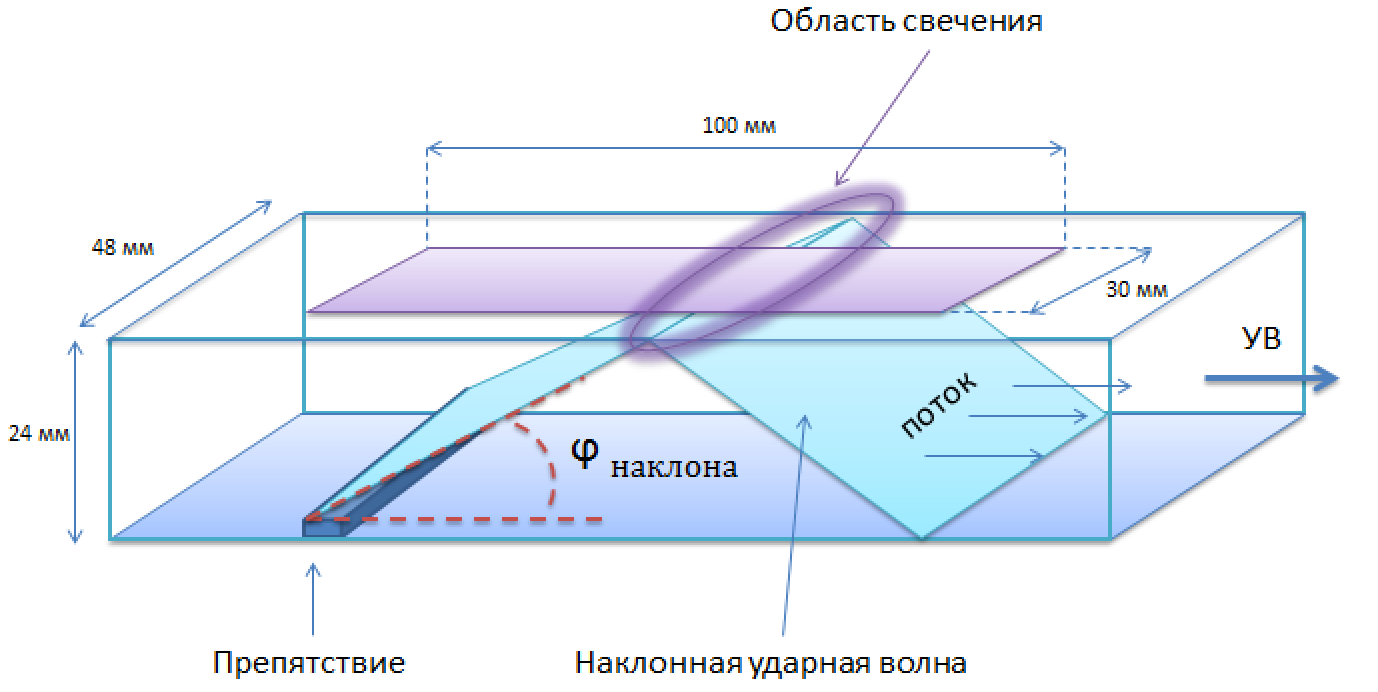 Область свечения
100 мм
48 мм
30 мм
УВ
24 мм
поток
φ наклона
Препятствие
Наклонная ударная волна